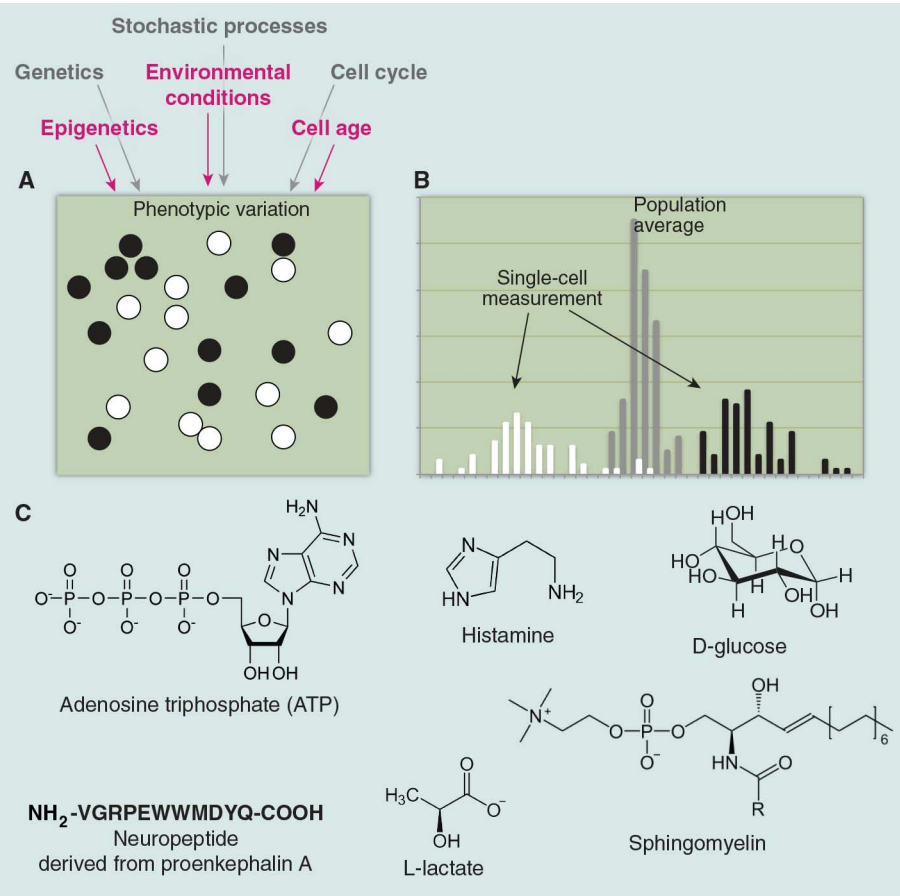 Stochastic processes
Genetics
Environmental
conditions
Cell cycle
Epigenetics
Cell age
A
Phenotypic variation
B
Population
average
Single-cell
measurement
C
H₂N
N
N
N
N
O
O
O
O⁻
P
O
P
O
P
O
O⁻
O⁻
O⁻
O
OH
OH
Adenosine triphosphate (ATP)
N
HN
NH₂
Histamine
H
OH
H
O
HO
HO
H
H
H
OH
OH
D-glucose
OH
N⁺
O
O
P
O
O⁻
HN
O
R
6
Sphingomyelin
NH₂-VGRPEWWMDYQ-COOH
Neuropeptide
derived from proenkephalin A
O
H₃C
O⁻
OH
L-lactate